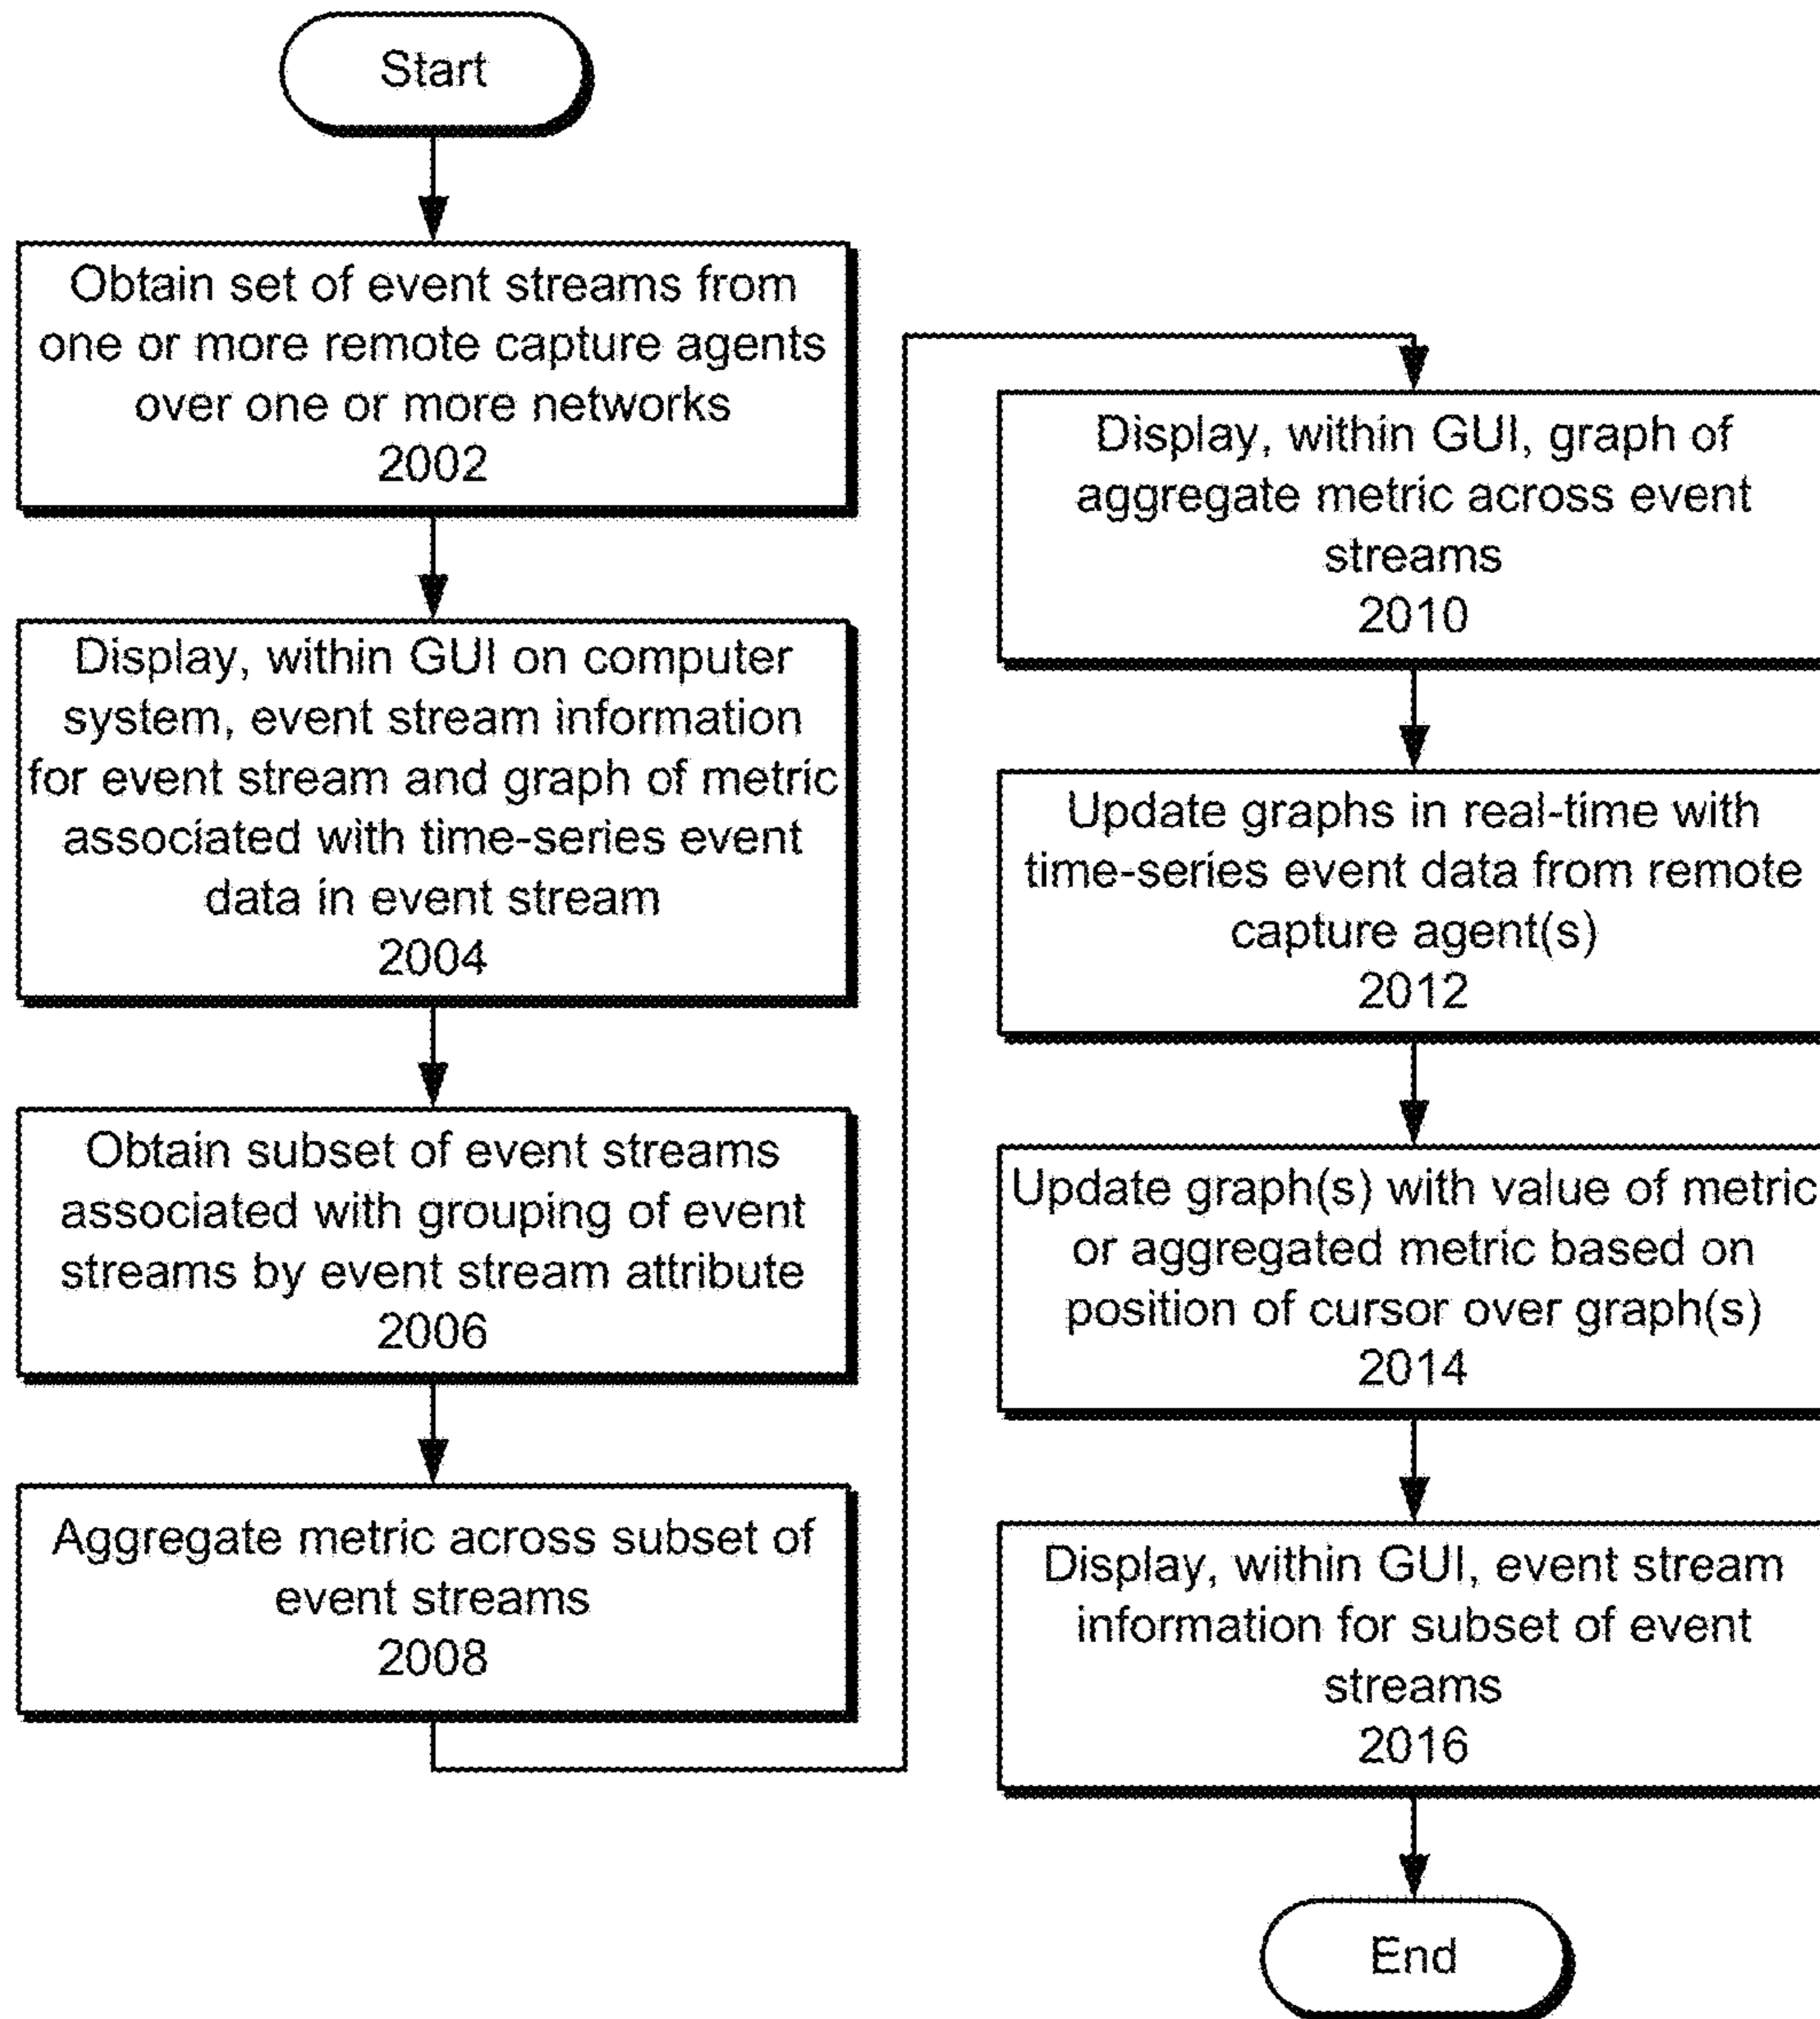 Start
Obtain set of event streams from
one or more remote capture agents
over one or more networks
2002
Display, within GUI on computer
system, event stream information
for event stream and graph of metric
associated with time-series event
data in event stream
2004
Obtain subset of event streams
associated with grouping of event
streams by event stream attribute
2006
Aggregate metric across subset of
event streams
2008
Display, within GUI, graph of
aggregate metric across event
streams
2010
Update graphs in real-time with
time-series event data from remote
capture agent(s)
2012
Update graph(s) with value of metric
or aggregated metric based on
position of cursor over graph(s)
2014
Display, within GUI, event stream
information for subset of event
streams
2016
End